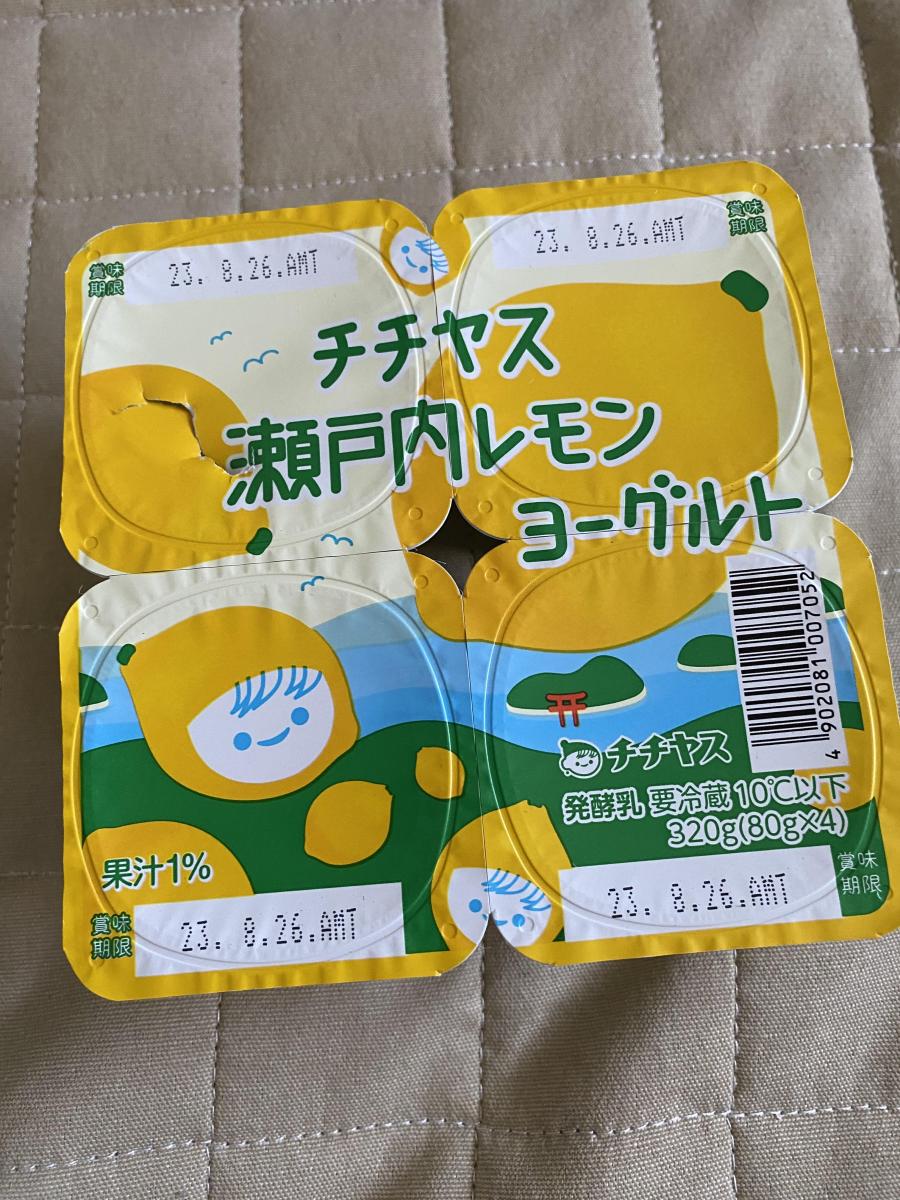 賞味
期限
23. 8.26.AMT
23. 8.26.AMT
賞味
期限
チチヤス
瀬戸内レモン
ヨーグルト
4 902081 007052
チチヤス
発酵乳 要冷蔵 10℃以下
320g(80g×4)
果汁1%
賞味
期限
23. 8.26.AMT
23. 8.26.AMT
賞味
期限